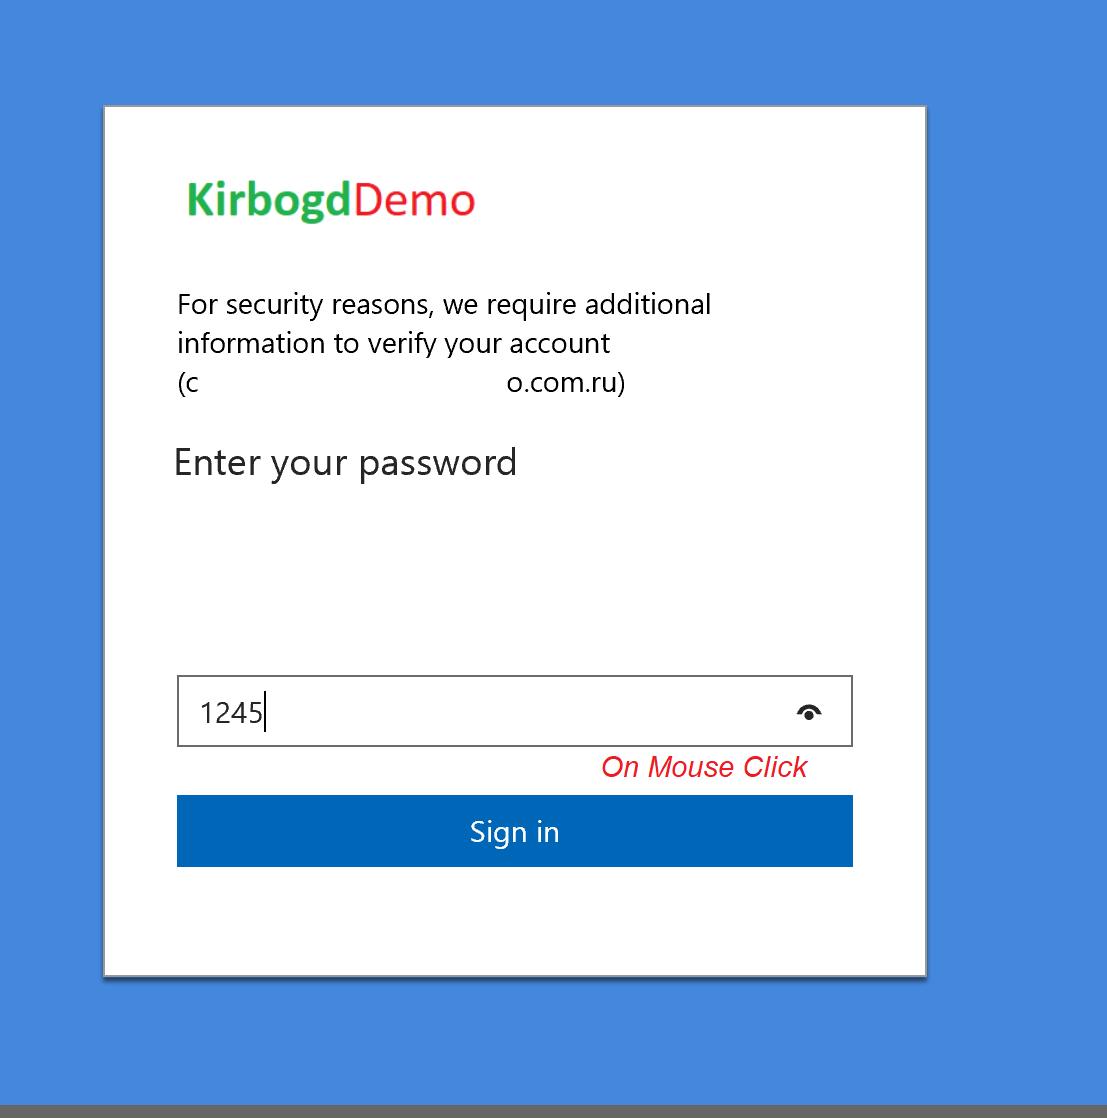 KirbogdDemo
For security reasons, we require additional
information to verify your account
(c o.com.ru)
Enter your password
1245
On Mouse Click
Sign in